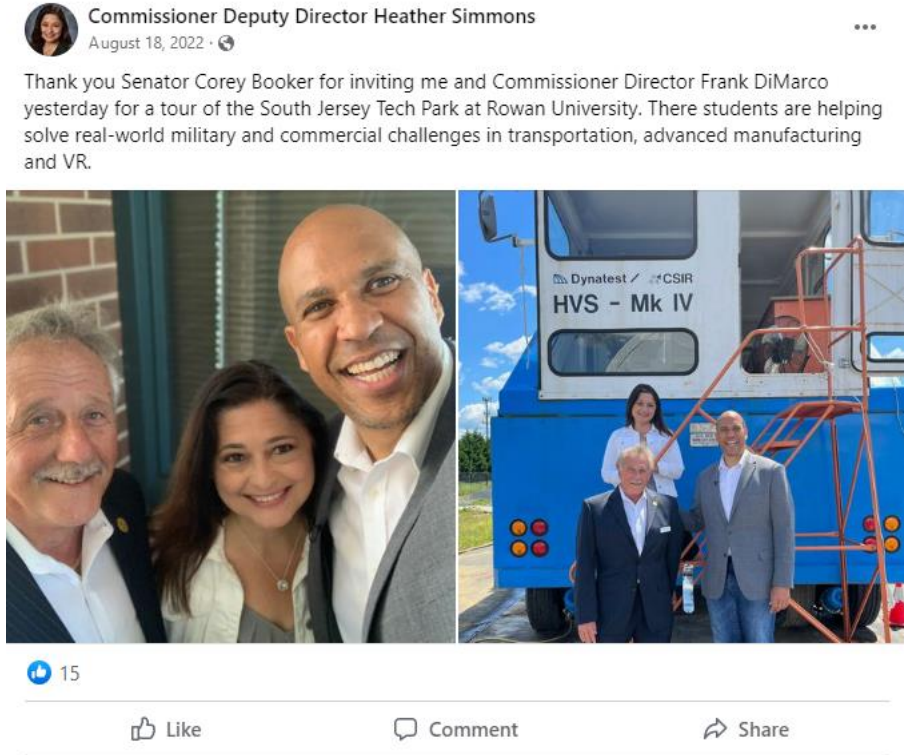 Commissioner Deputy Director Heather Simmons
August 18, 2022 ·
Thank you Senator Corey Booker for inviting me and Commissioner Director Frank DiMarco
yesterday for a tour of the South Jersey Tech Park at Rowan University. There students are helping
solve real-world military and commercial challenges in transportation, advanced manufacturing
and VR.
Dynatest / CSIR
HVS - Mk IV
15
Like Comment Share